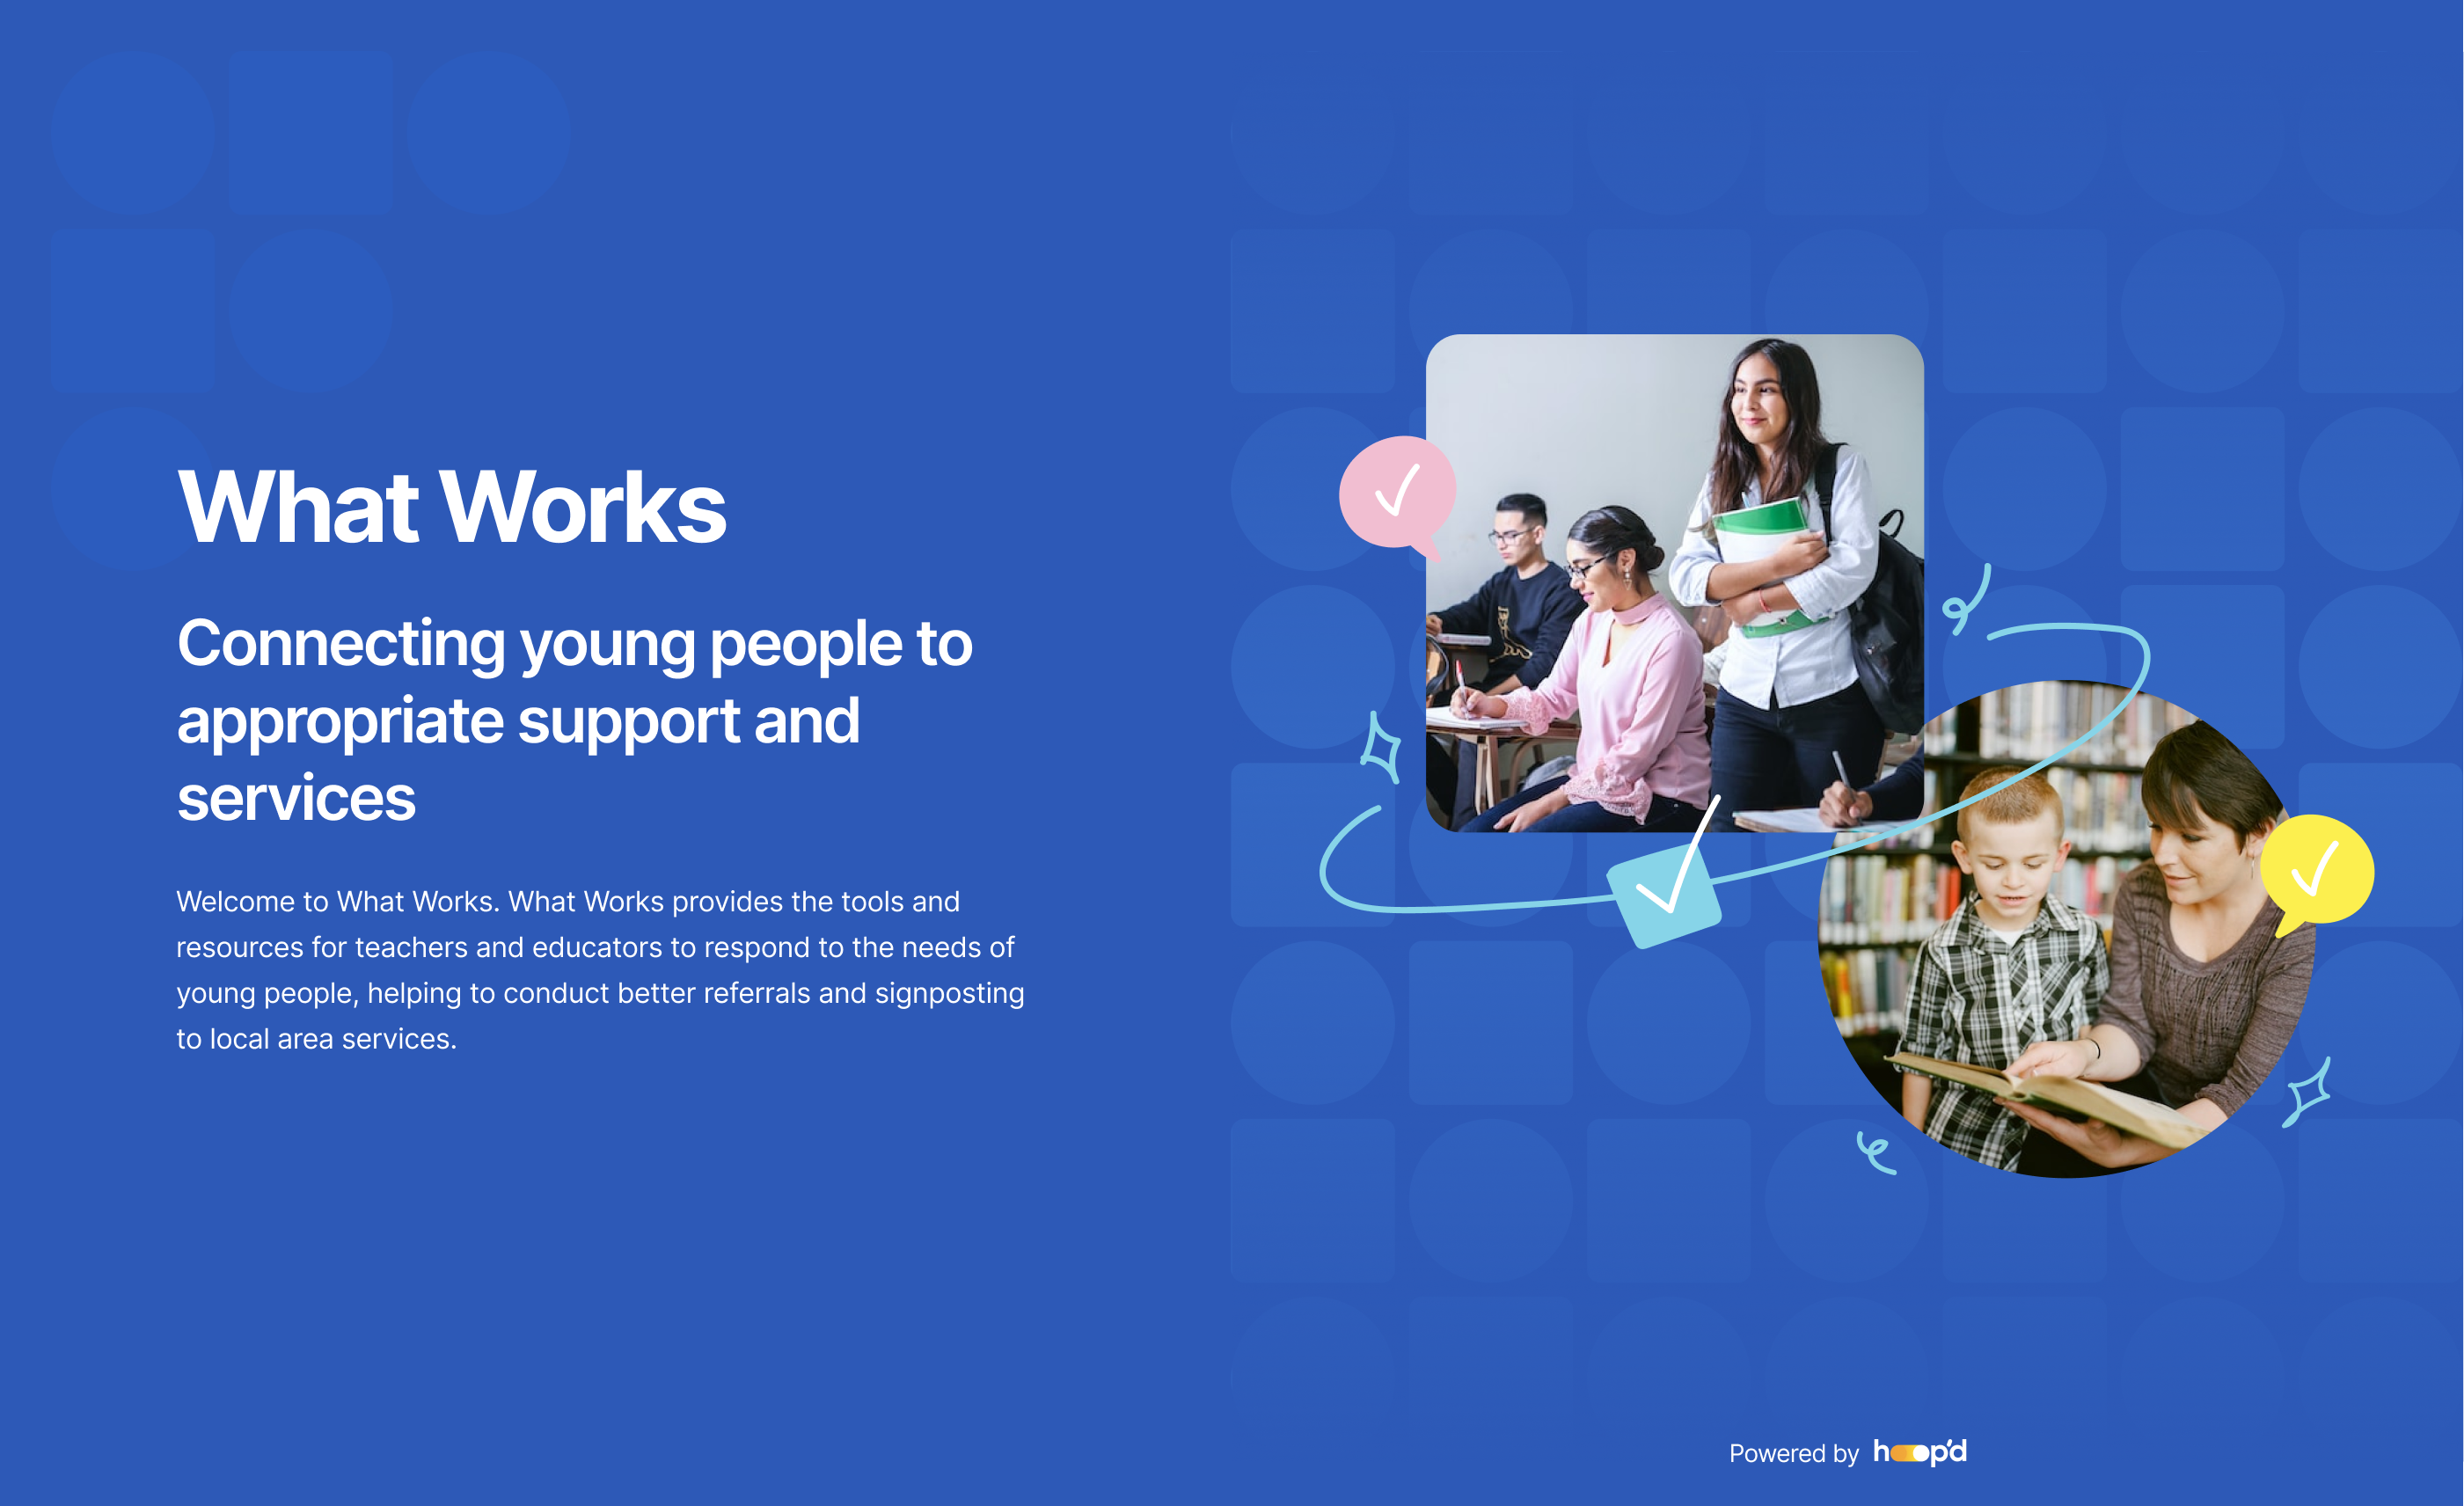 What Works
Connecting young people to
appropriate support and
services
Welcome to What Works. What Works provides the tools and
resources for teachers and educators to respond to the needs of
young people, helping to conduct better referrals and signposting
to local area services.
Powered by hoop'd